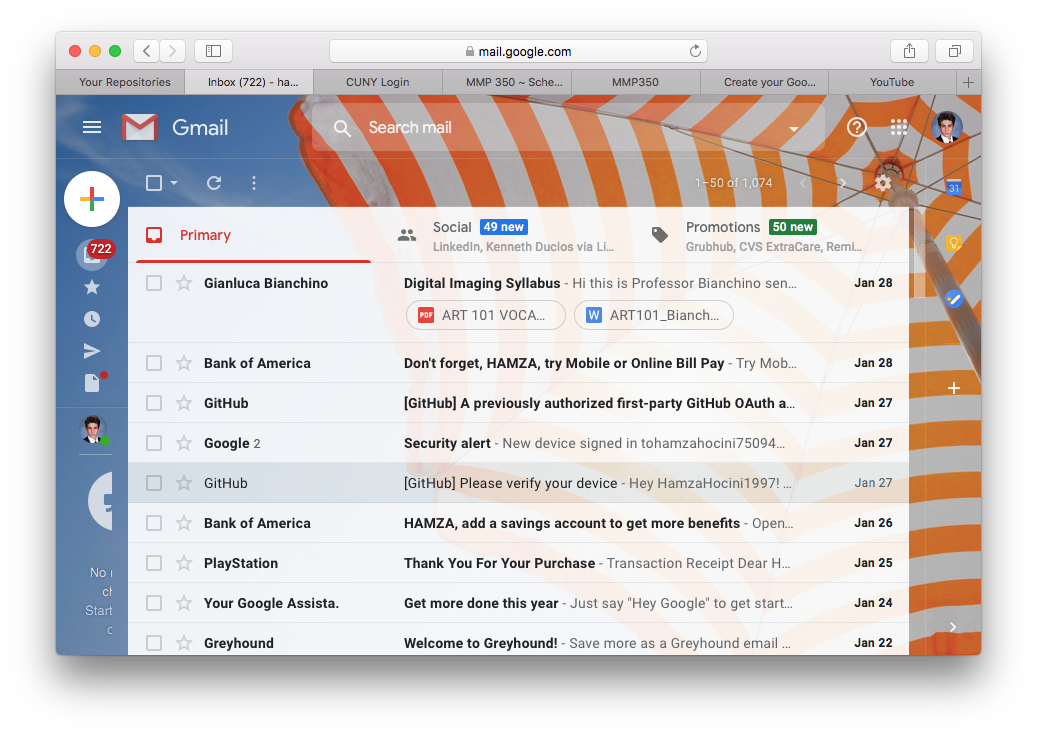 mail.google.com
Your Repositories
Inbox (722) - ha...
CUNY Login
MMP 350 ~ Sche...
MMP350
Create your Goo...
YouTube
Gmail
Search mail
1–50 of 1,074
31
722
Primary
Social 49 new
LinkedIn, Kenneth Duclos via Li...
Promotions 50 new
Grubhub, CVS ExtraCare, Remi...
Gianluca Bianchino Digital Imaging Syllabus - Hi this is Professor Bianchino sen... Jan 28
PDF ART 101 VOCA... W ART101_Bianch...
Bank of America Don't forget, HAMZA, try Mobile or Online Bill Pay - Try Mob... Jan 28
GitHub [GitHub] A previously authorized first-party GitHub OAuth a... Jan 27
Google 2 Security alert - New device signed in tohamzahocini75094... Jan 27
GitHub [GitHub] Please verify your device - Hey HamzaHocini1997! ... Jan 27
Bank of America HAMZA, add a savings account to get more benefits - Open... Jan 26
PlayStation Thank You For Your Purchase - Transaction Receipt Dear H... Jan 25
Your Google Assista. Get more done this year - Just say "Hey Google" to get start... Jan 24
Greyhound Welcome to Greyhound! - Save more as a Greyhound email ... Jan 22
No
Start